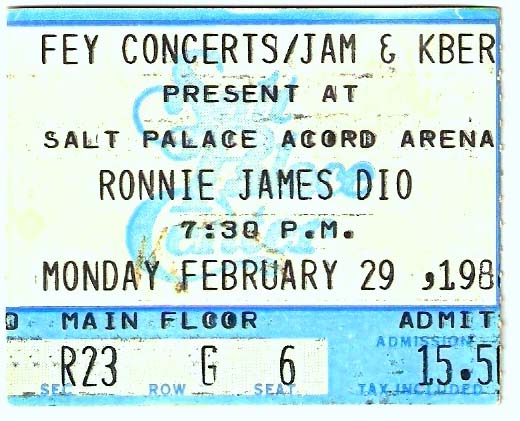 FEY CONCERTS/JAM & KBER
PRESENT AT
SALT PALACE ACORD ARENA
RONNIE JAMES DIO
7:30 P.M.
MONDAY FEBRUARY 29 ,198
MAIN FLOOR ADMIT
ADMISSION
R23 G 6 15.50
SEC. ROW SEAT TAX INCLUDED